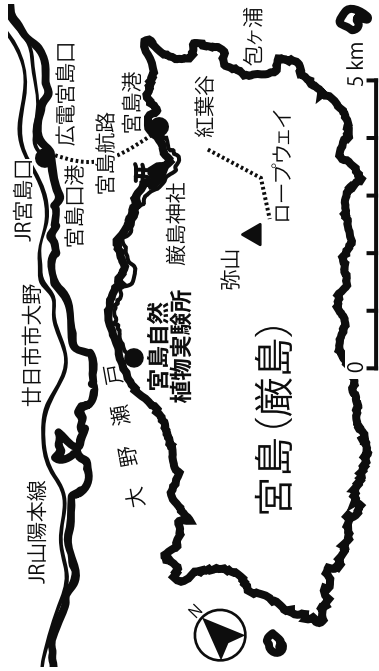 包ヶ浦
5 km
広電宮島口
宮島港
紅葉谷
宮島航路
JR宮島口
宮島口港
ロープウェイ
厳島神社
弥山
廿日市市大野
宮島自然
植物実験所
0
宮島(厳島)
大野瀬戸
JR山陽本線
N